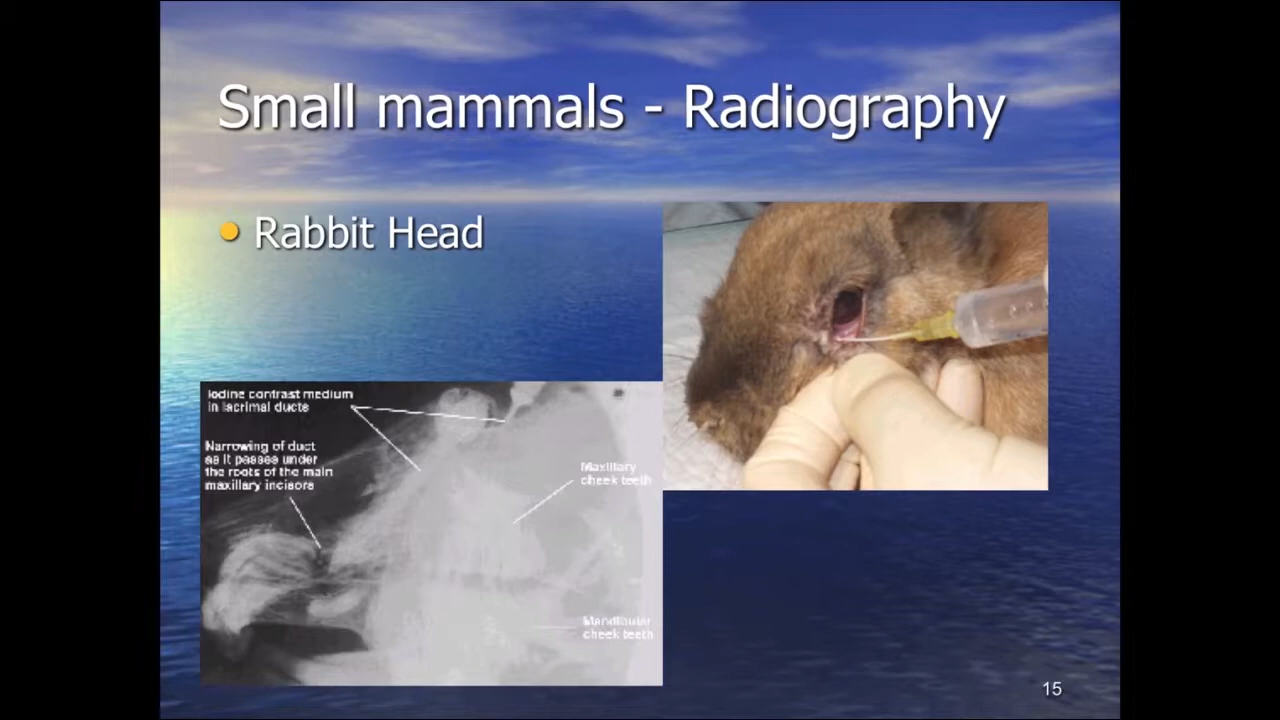 Small mammals - Radiography
Rabbit Head
Iodine contrast medium
in lacrimal ducts
Narrowing of duct
as it passes under
the roots of the main
maxillary incisors
Maxillary
cheek teeth
Mandibular
cheek teeth
15